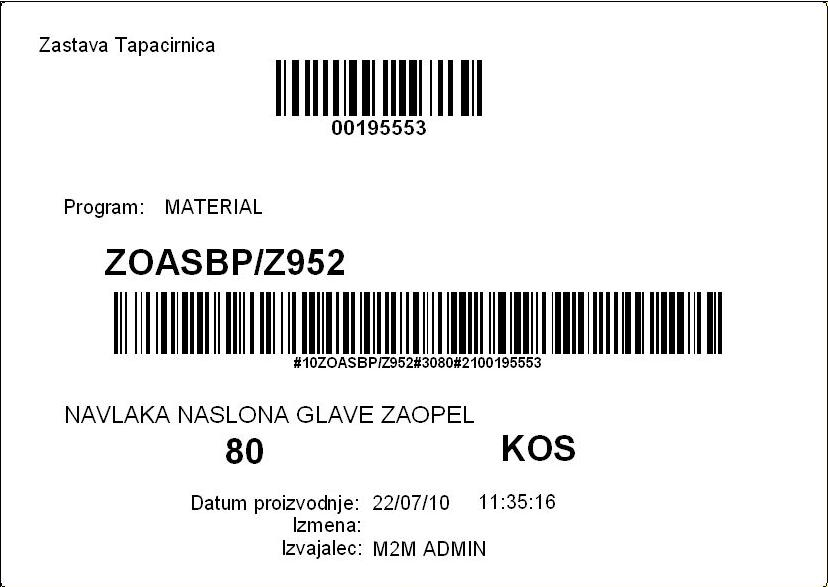 Zastava Tapacirnica
00195553
Program: MATERIAL
ZOASBP/Z952
#10ZOASBP/Z952#3080#2100195553
NAVLAKA NASLONA GLAVE ZAOPEL
80 KOS
Datum proizvodnje: 22/07/10 11:35:16
Izmena:
Izvajalec: M2M ADMIN